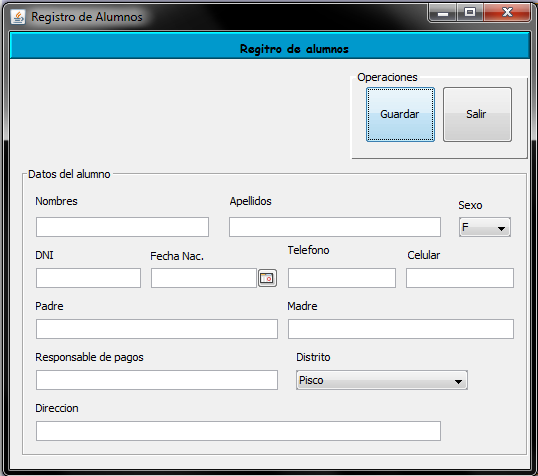 Registro de Alumnos
Regitro de alumnos
Operaciones
Guardar Salir
Datos del alumno
Nombres Apellidos Sexo
F
DNI Fecha Nac. Telefono Celular
Padre Madre
Responsable de pagos Distrito
Pisco
Direccion